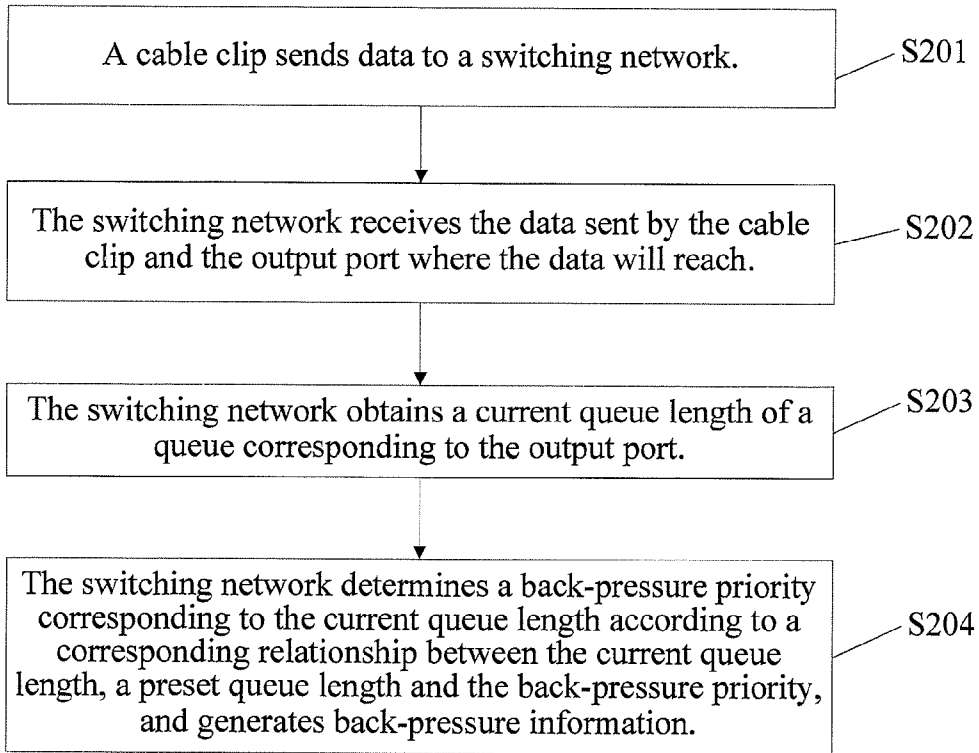 A cable clip sends data to a switching network.
S201
The switching network receives the data sent by the cable
clip and the output port where the data will reach.
S202
The switching network obtains a current queue length of a
queue corresponding to the output port.
S203
The switching network determines a back-pressure priority
corresponding to the current queue length according to a
corresponding relationship between the current queue
length, a preset queue length and the back-pressure priority,
and generates back-pressure information.
S204